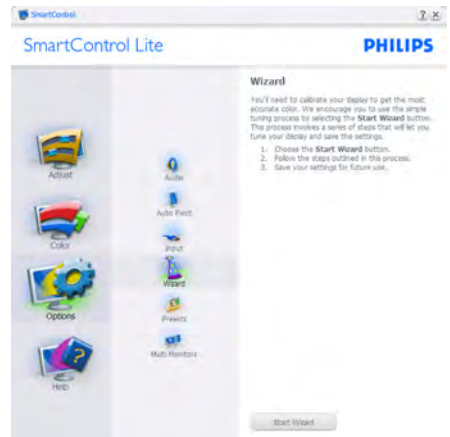 SmartControl
? ×
SmartControl Lite
PHILIPS
Adjust
Color
Options
Help
Audio
Auto Pivot
Input
Wizard
Presets
Multi Monitors
Wizard
You'll need to calibrate your display to get the most
accurate color. We encourage you to use the simple
tuning process by selecting the Start Wizard button.
This process involves a series of steps that will let you
tune your display and save the settings.
1. Choose the Start Wizard button.
2. Follow the steps outlined in this process.
3. Save your settings for future use.
Start Wizard